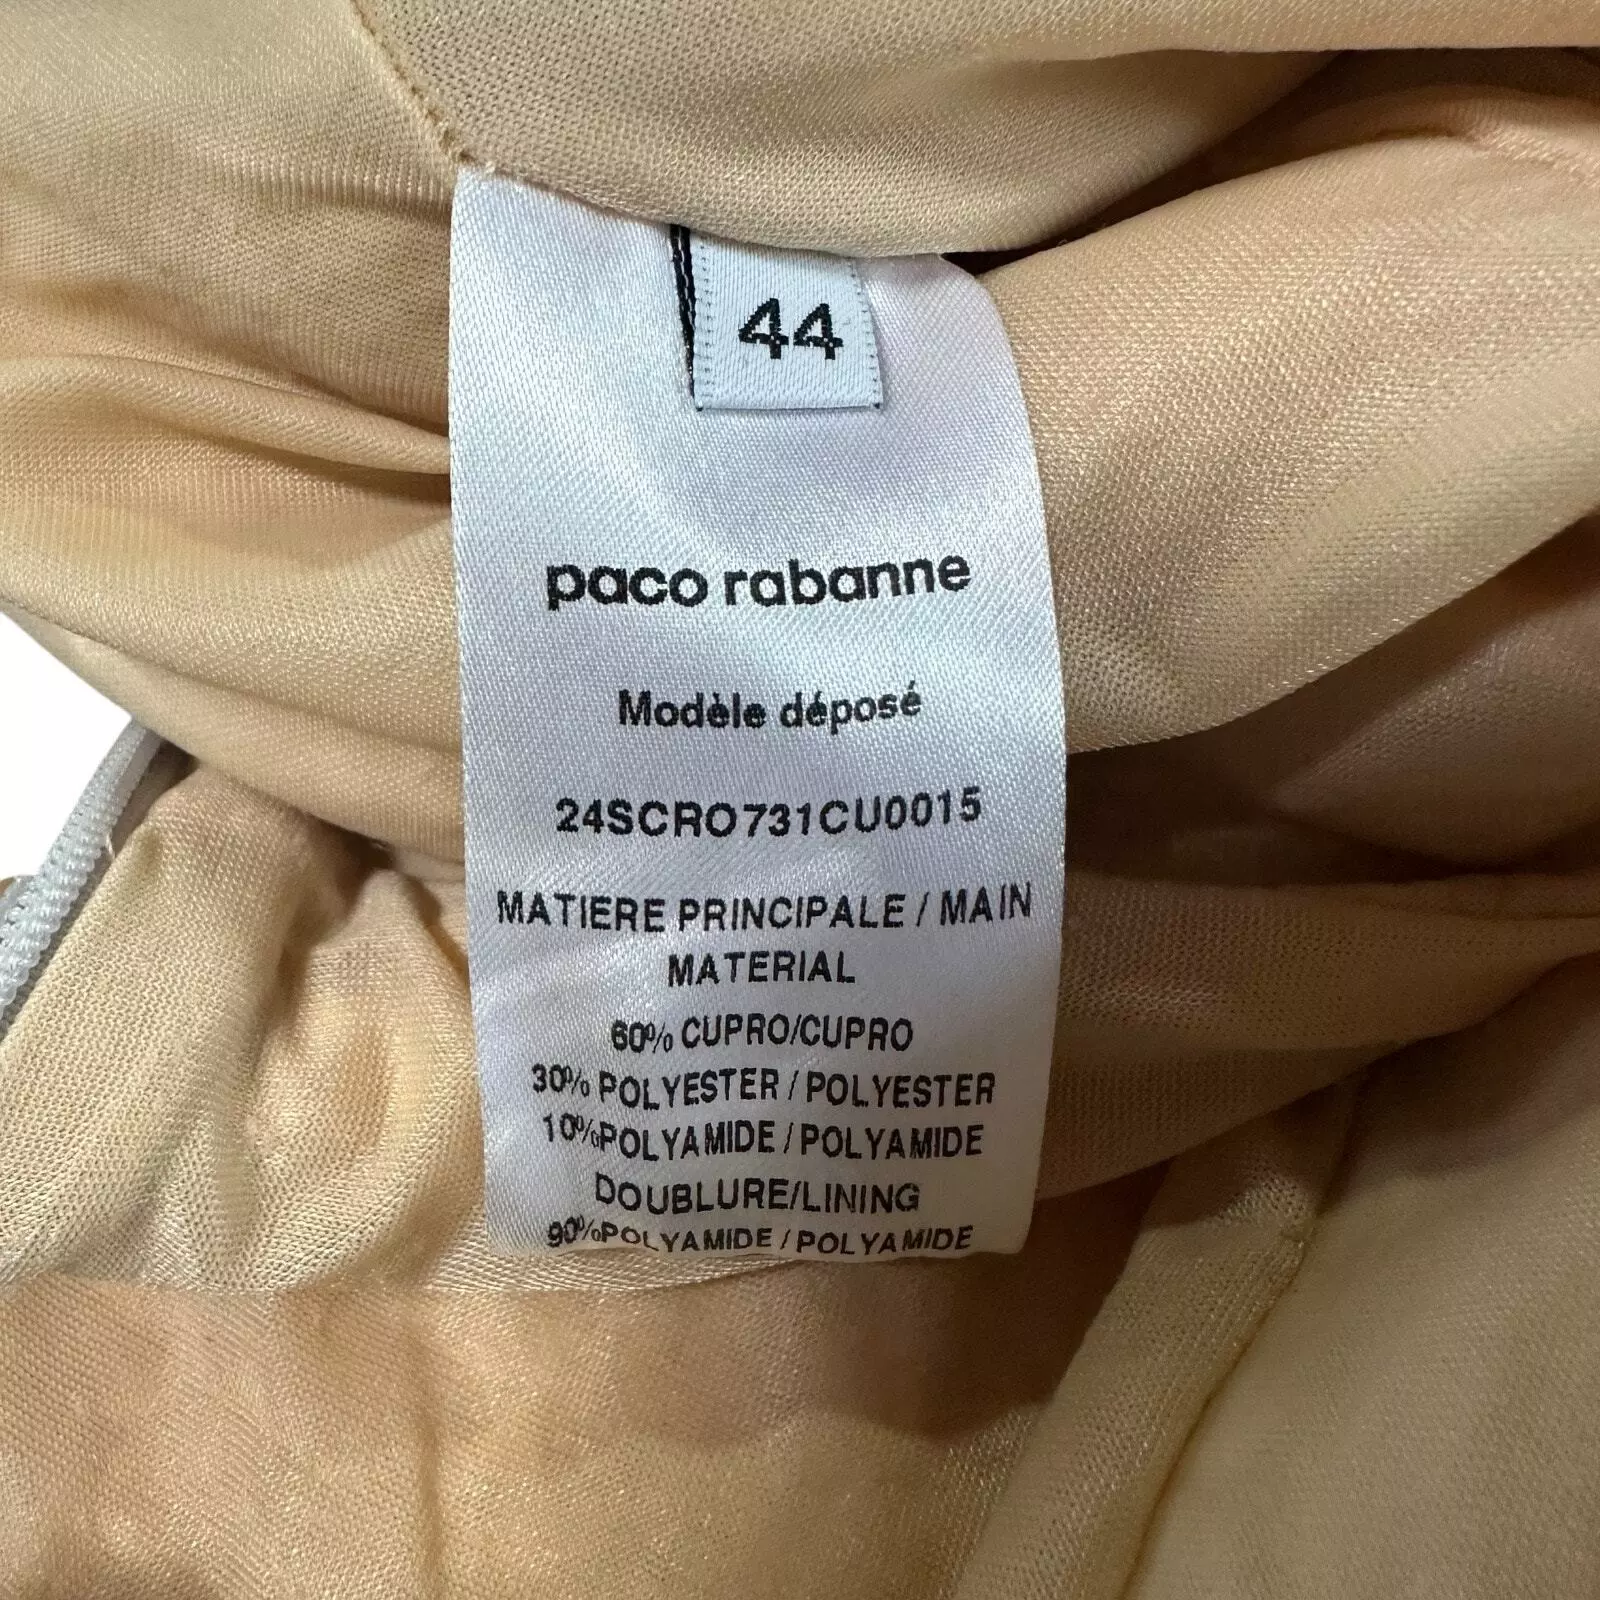 44
paco rabanne
Modèle déposé
24SCRO731CU0015
MATIERE PRINCIPALE / MAIN
MATERIAL
60% CUPRO/CUPRO
30% POLYESTER / POLYESTER
10%POLYAMIDE / POLYAMIDE
DOUBLURE/LINING
90%POLYAMIDE / POLYAMIDE